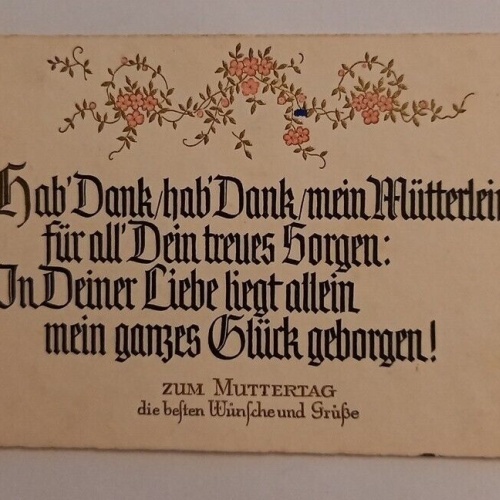 Hab' Dank/hab' Dank/mein Mütterlein
für all' Dein treues Sorgen:
In Deiner Liebe liegt allein
mein ganzes Glück geborgen!
ZUM MUTTERTAG
die beſten Wünſche und Grüße